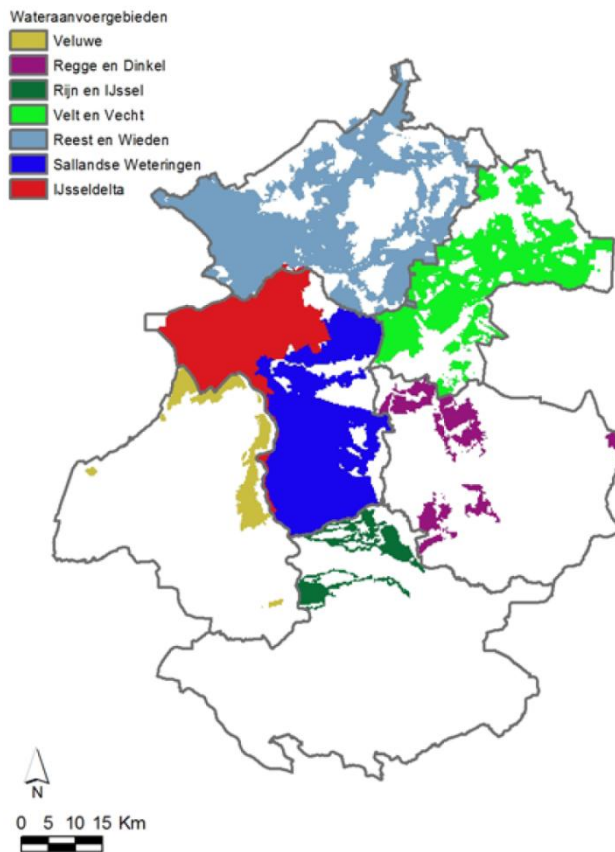 Wateraanvoergebieden
Veluwe
Regge en Dinkel
Rijn en IJssel
Velt en Vecht
Reest en Wieden
Sallandse Weteringen
IJsseldelta
N
0 5 10 15 Km